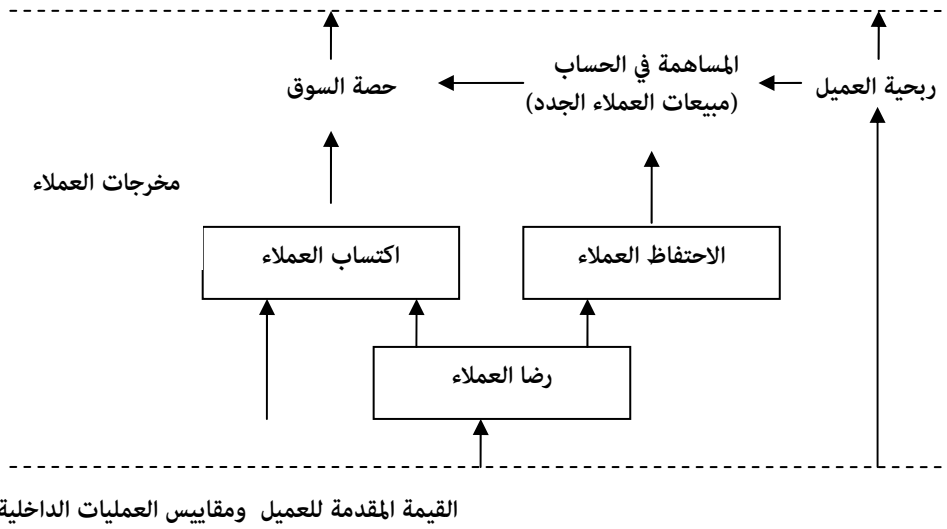 المساهمة في الحساب
ربحية العميل
(مبيعات العملاء الجدد)
حصة السوق
مخرجات العملاء
الاحتفاظ العملاء
اكتساب العملاء
رضا العملاء
القيمة المقدمة للعميل ومقاييس العمليات الداخلية